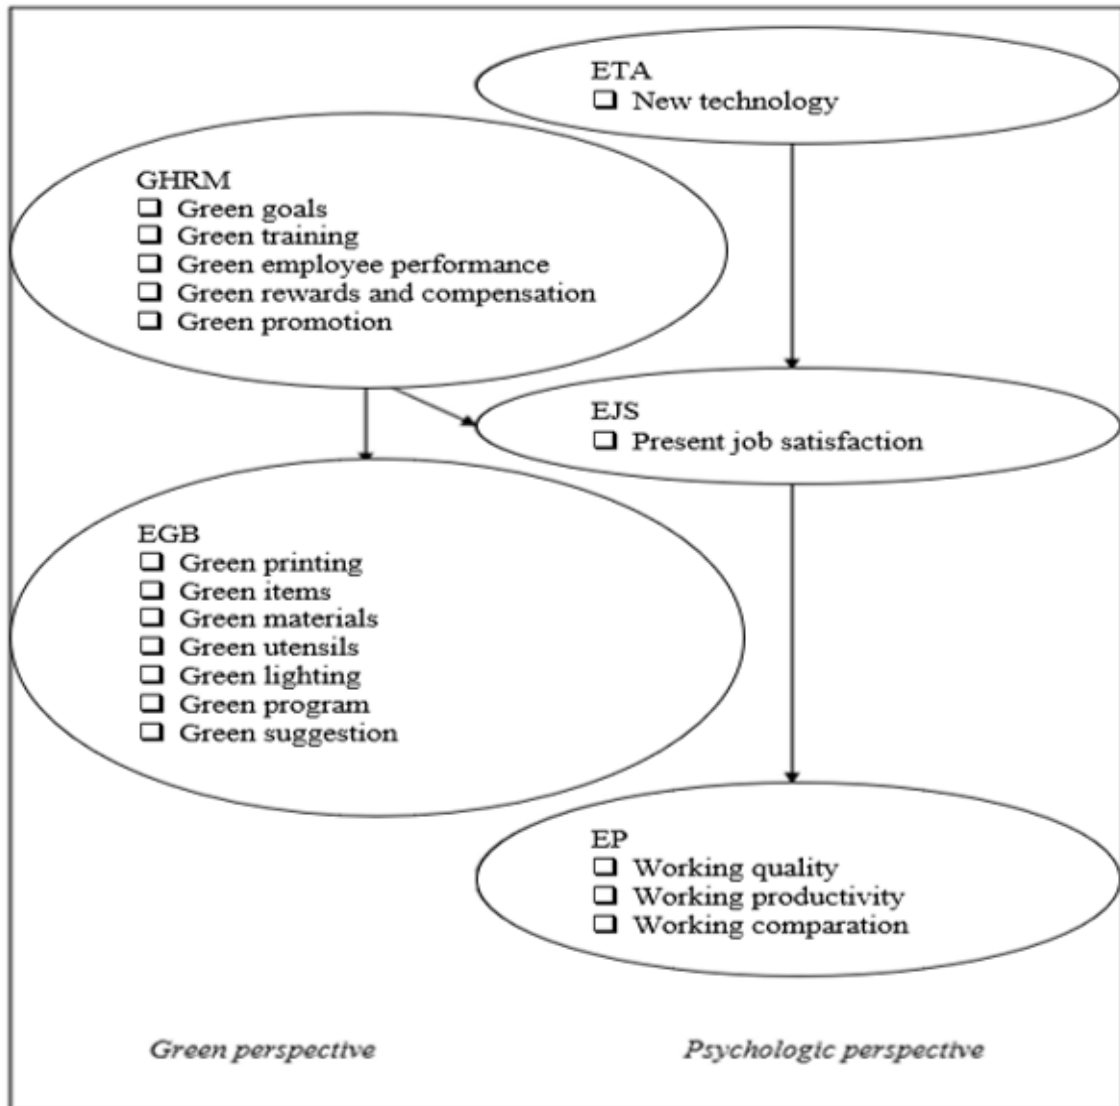 ETA
❑ New technology
GHRM
❑ Green goals
❑ Green training
❑ Green employee performance
❑ Green rewards and compensation
❑ Green promotion
EJS
❑ Present job satisfaction
EGB
❑ Green printing
❑ Green items
❑ Green materials
❑ Green utensils
❑ Green lighting
❑ Green program
❑ Green suggestion
EP
❑ Working quality
❑ Working productivity
❑ Working comparation
Green perspective
Psychologic perspective